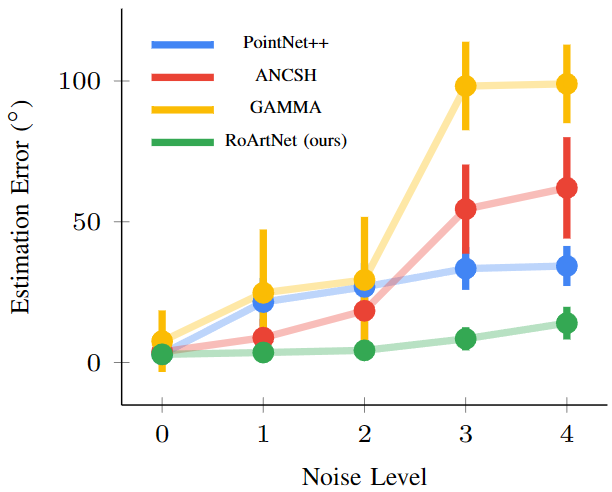 PointNet++
ANCSH
GAMMA
RoArtNet (ours)
100
50
0
Estimation Error (°)
0 1 2 3 4
Noise Level